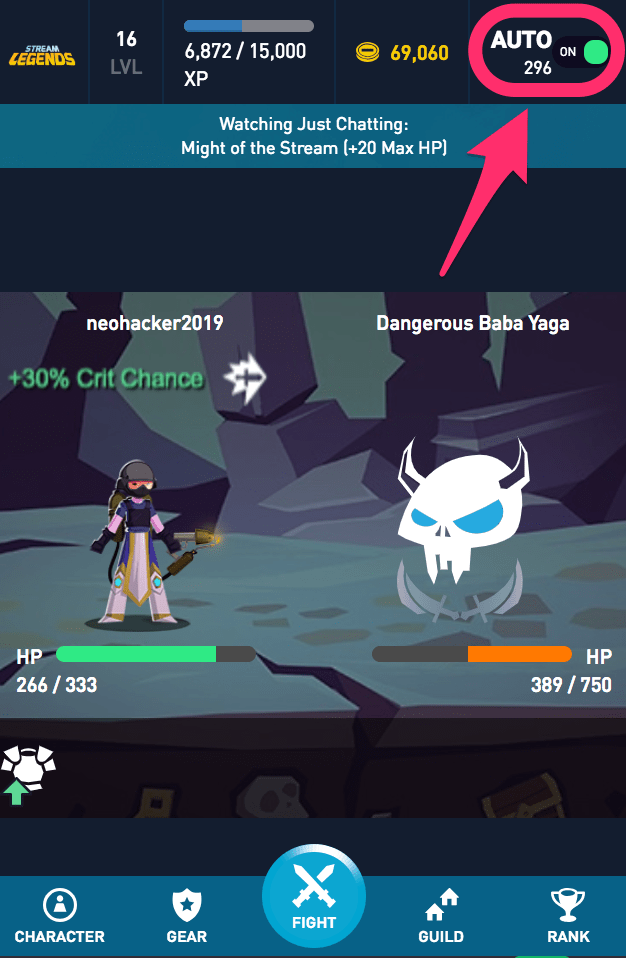 STREAM
LEGENDS
16
LVL
6,872 / 15,000
XP
69,060
AUTO
296
ON
Watching Just Chatting:
Might of the Stream (+20 Max HP)
neohacker2019
Dangerous Baba Yaga
+30% Crit Chance
HP
266 / 333
HP
389 / 750
CHARACTER
GEAR
FIGHT
GUILD
RANK